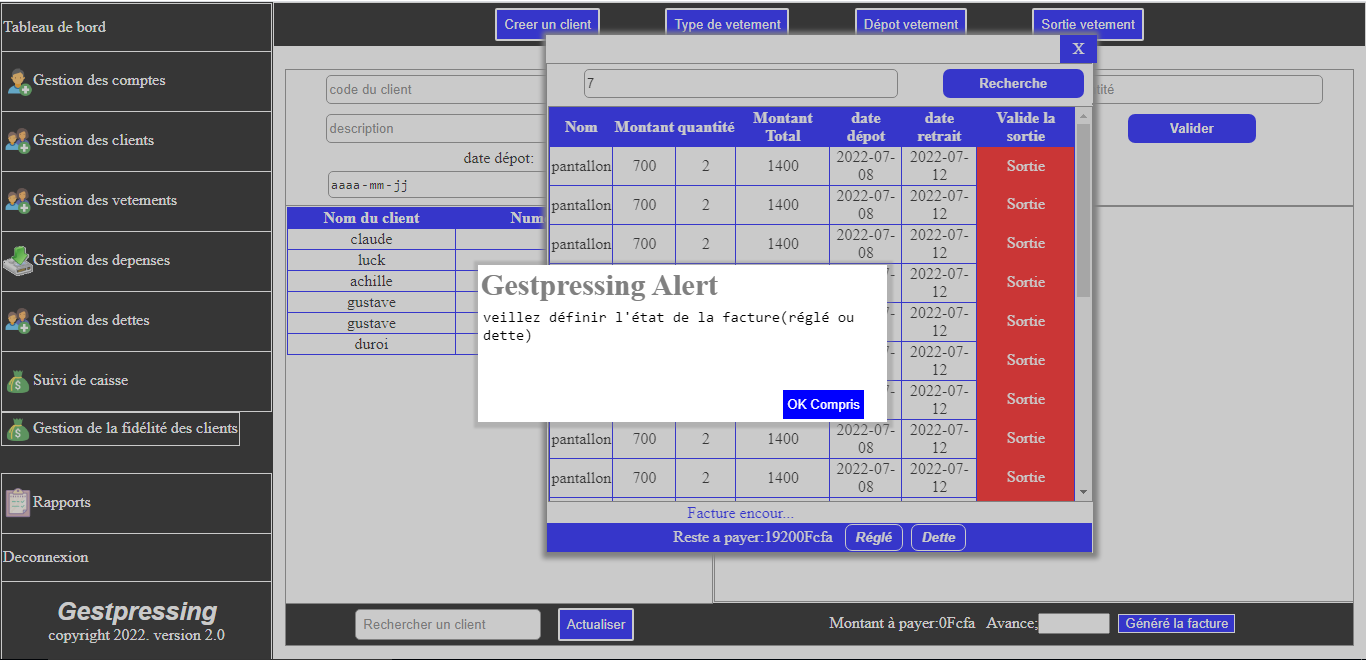 Tableau de bord
Gestion des comptes
Gestion des clients
Gestion des vetements
Gestion des depenses
Gestion des dettes
Suivi de caisse
Gestion de la fidélité des clients
Rapports
Deconnexion
Gestpressing
copyright 2022. version 2.0
Creer un client Type de vetement Dépot vetement Sortie vetement
X
7 Recherche
code du client
description
date dépot:
aaaa-mm-jj
Valider
Nom du client Num
claude
luck
achille
gustave
gustave
duroi
Nom Montant quantité Montant Total date dépot date retrait Valide la sortie
pantallon 700 2 1400 2022-07-08 2022-07-12 Sortie
pantallon 700 2 1400 2022-07-08 2022-07-12 Sortie
pantallon 700 2 1400 2022-07-08 2022-07-12 Sortie
2022-07-12 Sortie
2022-07-12 Sortie
2022-07-12 Sortie
2022-07-12 Sortie
pantallon 700 2 1400 2022-07-08 2022-07-12 Sortie
pantallon 700 2 1400 2022-07-08 2022-07-12 Sortie
Gestpressing Alert
veillez définir l'état de la facture(réglé ou
dette)
OK Compris
Facture encour...
Reste a payer:19200Fcfa Réglé Dette
Rechercher un client Actualiser Montant à payer:0Fcfa Avance; Généré la facture